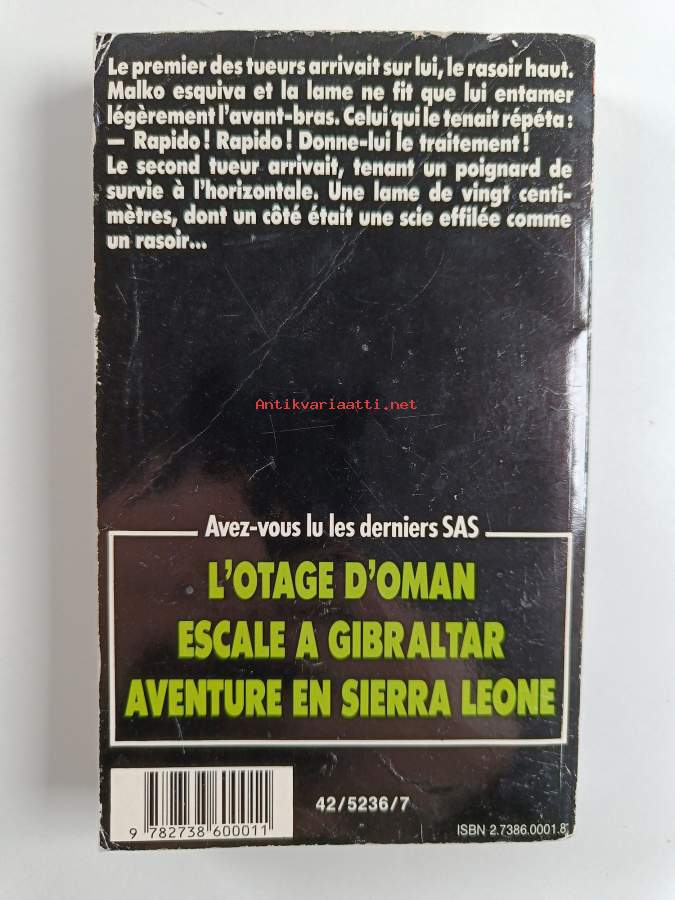 Le premier des tueurs arrivait sur lui, le rasoir haut.
Malko esquiva et la lame ne fit que lui entamer
légèrement l'avant-bras. Celui qui le tenait répéta :
— Rapido ! Rapido ! Donne-lui le traitement !
Le second tueur arrivait, tenant un poignard de
survie à l'horizontale. Une lame de vingt centi-
mètres, dont un côté était une scie effilée comme
un rasoir...
Antikvariaatti.net
Avez-vous lu les derniers SAS
L'OTAGE D'OMAN
ESCALE A GIBRALTAR
AVENTURE EN SIERRA LEONE
9 782738 600011
42/5236/7
ISBN 2.7386.0001.8